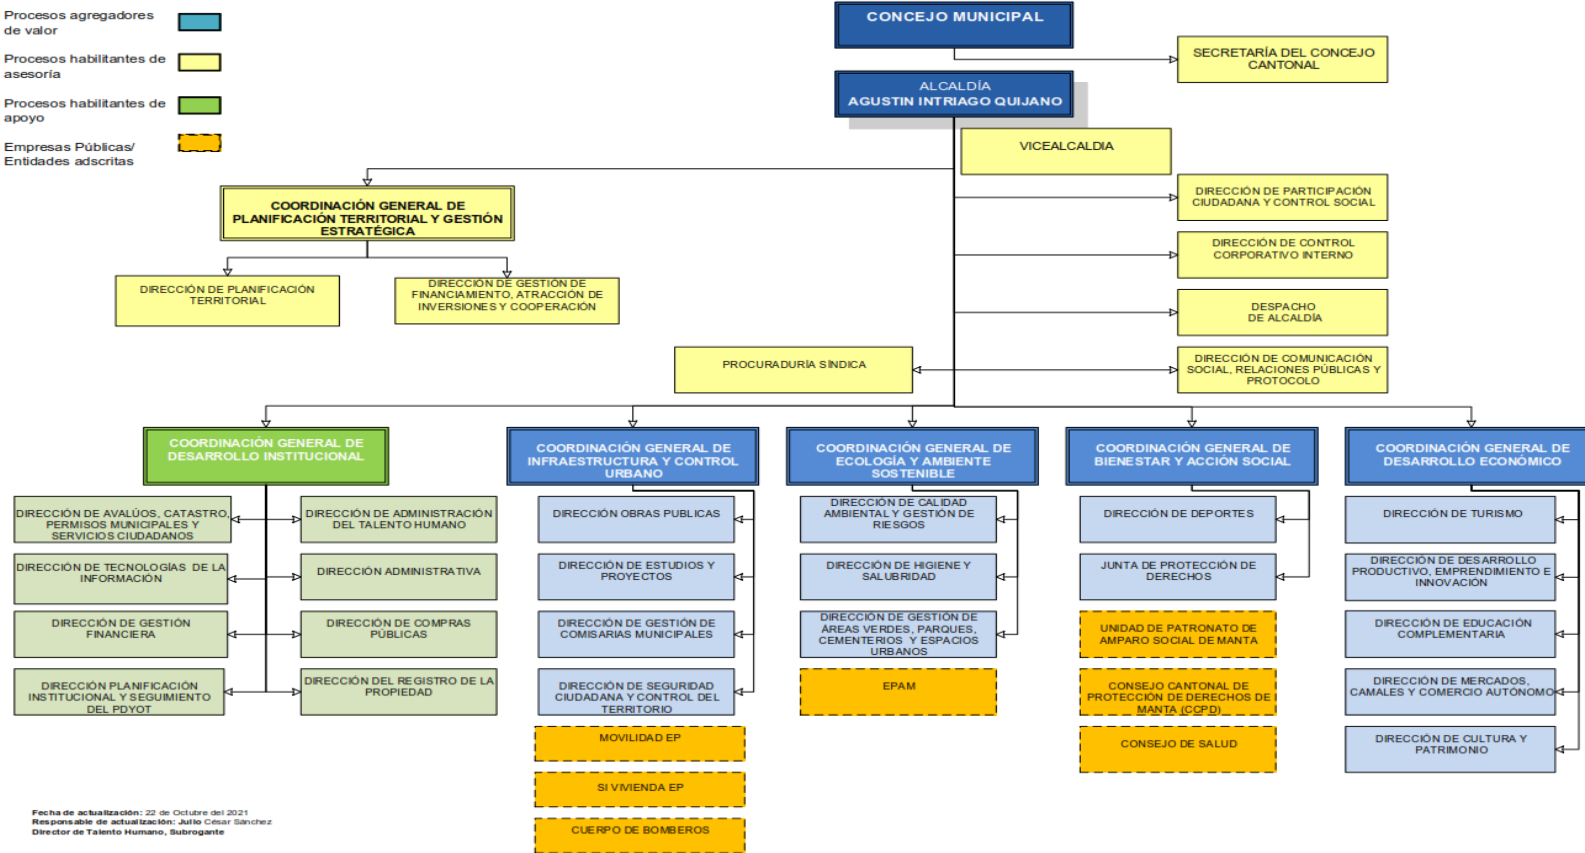 Procesos agregadores
de valor
Procesos habilitantes de
asesoría
Procesos habilitantes de
apoyo
Empresas Públicas/
Entidades adscritas
CONCEJO MUNICIPAL
SECRETARÍA DEL CONCEJO
CANTONAL
ALCALDÍA
AGUSTIN INTRIAGO QUIJANO
VICEALCALDIA
COORDINACIÓN GENERAL DE
PLANIFICACIÓN TERRITORIAL Y GESTIÓN
ESTRATÉGICA
DIRECCIÓN DE PARTICIPACIÓN
CIUDADANA Y CONTROL SOCIAL
DIRECCIÓN DE CONTROL
CORPORATIVO INTERNO
DIRECCIÓN DE PLANIFICACIÓN
TERRITORIAL
DIRECCIÓN DE GESTIÓN DE
FINANCIAMIENTO, ATRACCIÓN DE
INVERSIONES Y COOPERACIÓN
DESPACHO
DE ALCALDÍA
PROCURADURÍA SÍNDICA
DIRECCIÓN DE COMUNICACIÓN
SOCIAL, RELACIONES PÚBLICAS Y
PROTOCOLO
COORDINACIÓN GENERAL DE
DESARROLLO INSTITUCIONAL
DIRECCIÓN DE AVALÚOS, CATASTRO,
PERMISOS MUNICIPALES Y
SERVICIOS CIUDADANOS
DIRECCIÓN DE ADMINISTRACIÓN
DEL TALENTO HUMANO
DIRECCIÓN DE TECNOLOGÍAS DE LA
INFORMACIÓN
DIRECCIÓN ADMINISTRATIVA
DIRECCIÓN DE GESTIÓN
FINANCIERA
DIRECCIÓN DE COMPRAS
PÚBLICAS
DIRECCIÓN PLANIFICACIÓN
INSTITUCIONAL Y SEGUIMIENTO
DEL PDYOT
DIRECCIÓN DEL REGISTRO DE LA
PROPIEDAD
COORDINACIÓN GENERAL DE
INFRAESTRUCTURA Y CONTROL
URBANO
DIRECCIÓN OBRAS PUBLICAS
DIRECCIÓN DE ESTUDIOS Y
PROYECTOS
DIRECCIÓN DE GESTIÓN DE
COMISARIAS MUNICIPALES
DIRECCIÓN DE SEGURIDAD
CIUDADANA Y CONTROL DEL
TERRITORIO
MOVILIDAD EP
SI VIVIENDA EP
CUERPO DE BOMBEROS
COORDINACIÓN GENERAL DE
ECOLOGÍA Y AMBIENTE
SOSTENIBLE
DIRECCIÓN DE CALIDAD
AMBIENTAL Y GESTIÓN DE
RIESGOS
DIRECCIÓN DE HIGIENE Y
SALUBRIDAD
DIRECCIÓN DE GESTIÓN DE
ÁREAS VERDES, PARQUES,
CEMENTERIOS Y ESPACIOS
URBANOS
EPAM
COORDINACIÓN GENERAL DE
BIENESTAR Y ACCIÓN SOCIAL
DIRECCIÓN DE DEPORTES
JUNTA DE PROTECCIÓN DE
DERECHOS
UNIDAD DE PATRONATO DE
AMPARO SOCIAL DE MANTA
CONSEJO CANTONAL DE
PROTECCIÓN DE DERECHOS DE
MANTA (CCPD)
CONSEJO DE SALUD
COORDINACIÓN GENERAL DE
DESARROLLO ECONÓMICO
DIRECCIÓN DE TURISMO
DIRECCIÓN DE DESARROLLO
PRODUCTIVO, EMPRENDIMIENTO E
INNOVACIÓN
DIRECCIÓN DE EDUCACIÓN
COMPLEMENTARIA
DIRECCIÓN DE MERCADOS,
CAMALES Y COMERCIO AUTÓNOMO
DIRECCIÓN DE CULTURA Y
PATRIMONIO
Fecha de actualización: 22 de Octubre del 2021
Responsable de actualización: Julio César Sánchez
Director de Talento Humano, Subrogante